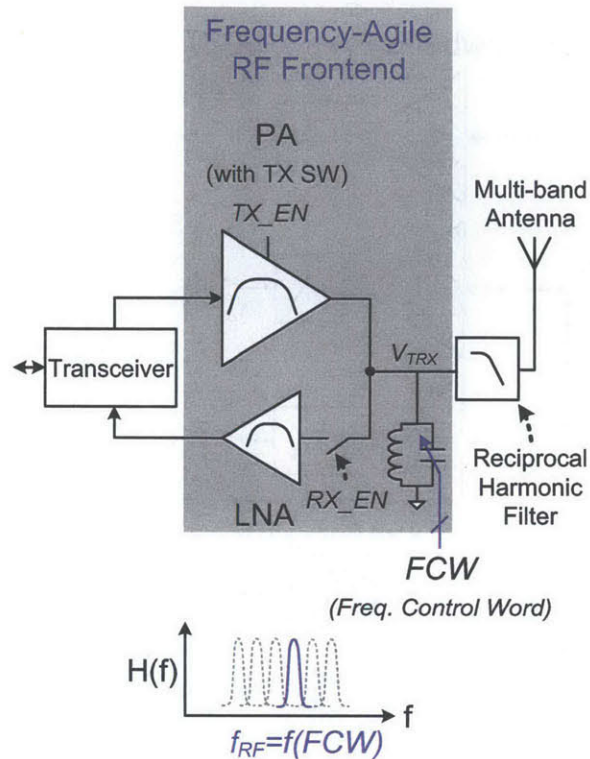 Frequency-Agile
RF Frontend
PA
(with TX SW)
TX_EN
Multi-band
Antenna
V_TRX
Transceiver
LNA
RX_EN
Reciprocal
Harmonic
Filter
FCW
(Freq. Control Word)
H(f)
f
f_RF=f(FCW)